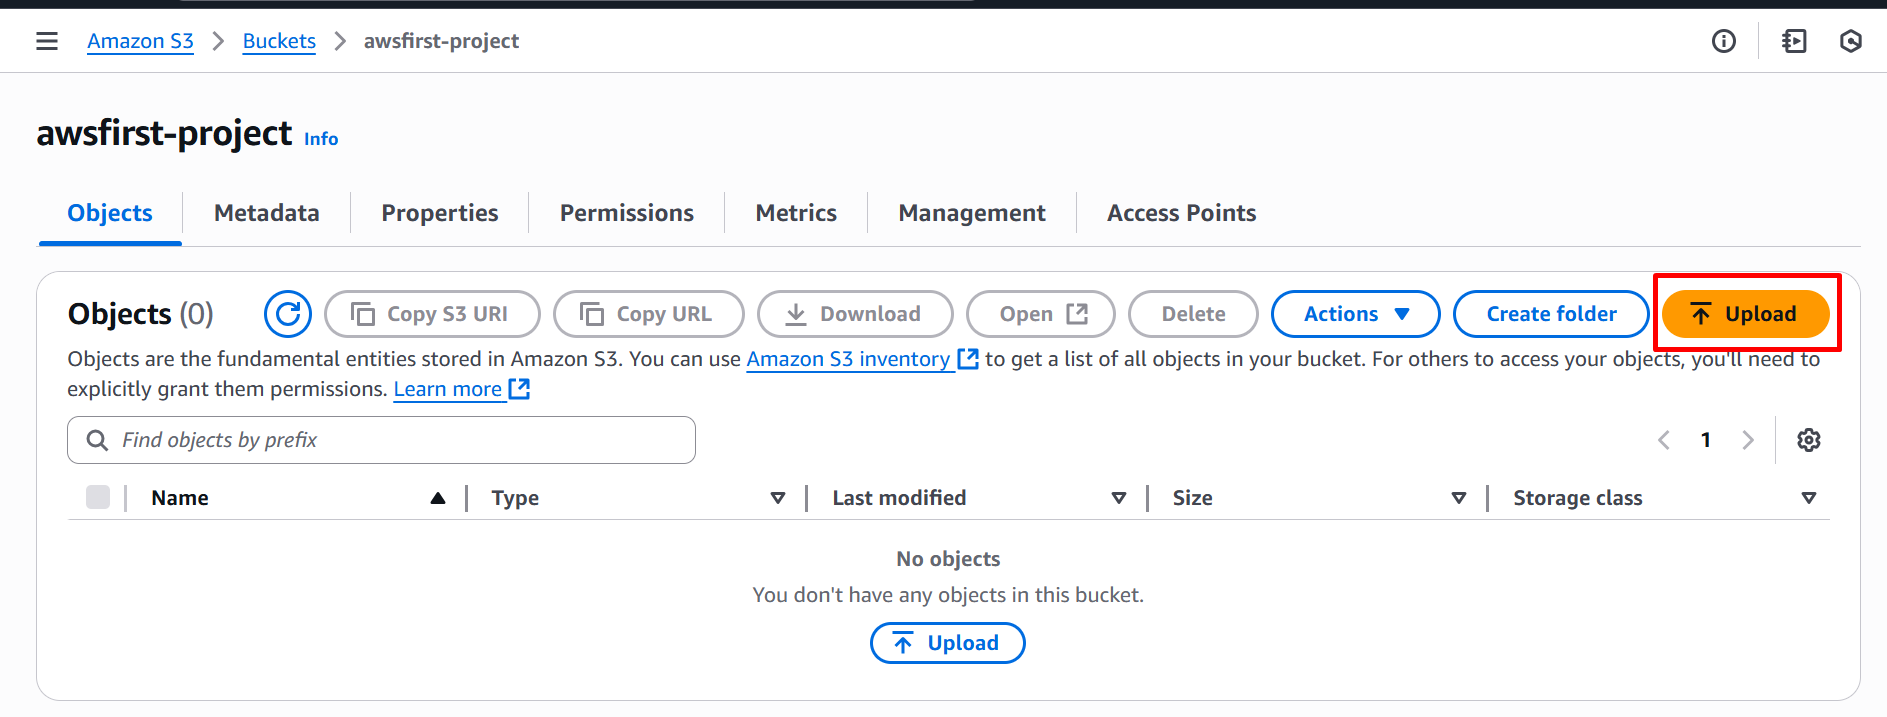 Amazon S3 > Buckets > awsfirst-project
awsfirst-project Info
Objects Metadata Properties Permissions Metrics Management Access Points
Objects (0) Copy S3 URI Copy URL Download Open Delete Actions Create folder Upload
Objects are the fundamental entities stored in Amazon S3. You can use Amazon S3 inventory to get a list of all objects in your bucket. For others to access your objects, you'll need to
explicitly grant them permissions. Learn more
Find objects by prefix
1
Name Type Last modified Size Storage class
No objects
You don't have any objects in this bucket.
Upload